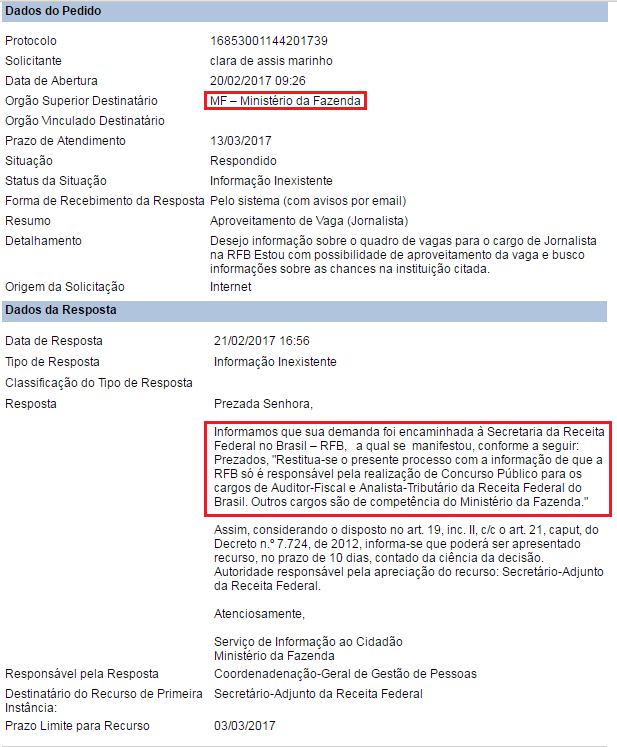 Dados do Pedido
Protocolo 16853001144201739
Solicitante clara de assis marinho
Data de Abertura 20/02/2017 09:26
Orgão Superior Destinatário MF – Ministério da Fazenda
Orgão Vinculado Destinatário
Prazo de Atendimento 13/03/2017
Situação Respondido
Status da Situação Informação Inexistente
Forma de Recebimento da Resposta Pelo sistema (com avisos por email)
Resumo Aproveitamento de Vaga (Jornalista)
Detalhamento Desejo informação sobre o quadro de vagas para o cargo de Jornalista
na RFB Estou com possibilidade de aproveitamento da vaga e busco
informações sobre as chances na instituição citada.
Origem da Solicitação Internet
Dados da Resposta
Data de Resposta 21/02/2017 16:56
Tipo de Resposta Informação Inexistente
Classificação do Tipo de Resposta
Resposta Prezada Senhora,
Informamos que sua demanda foi encaminhada à Secretaria da Receita
Federal no Brasil – RFB, a qual se manifestou, conforme a seguir:
Prezados, "Restitua-se o presente processo com a informação de que a
RFB só é responsável pela realização de Concurso Público para os
cargos de Auditor-Fiscal e Analista-Tributário da Receita Federal do
Brasil. Outros cargos são de competência do Ministério da Fazenda."
Assim, considerando o disposto no art. 19, inc. II, c/c o art. 21, caput, do
Decreto n.º 7.724, de 2012, informa-se que poderá ser apresentado
recurso, no prazo de 10 dias, contado da ciência da decisão.
Autoridade responsável pela apreciação do recurso: Secretário-Adjunto
da Receita Federal.
Atenciosamente,
Serviço de Informação ao Cidadão
Ministério da Fazenda
Responsável pela Resposta Coordenadenação-Geral de Gestão de Pessoas
Destinatário do Recurso de Primeira Secretário-Adjunto da Receita Federal
Instância:
Prazo Limite para Recurso 03/03/2017